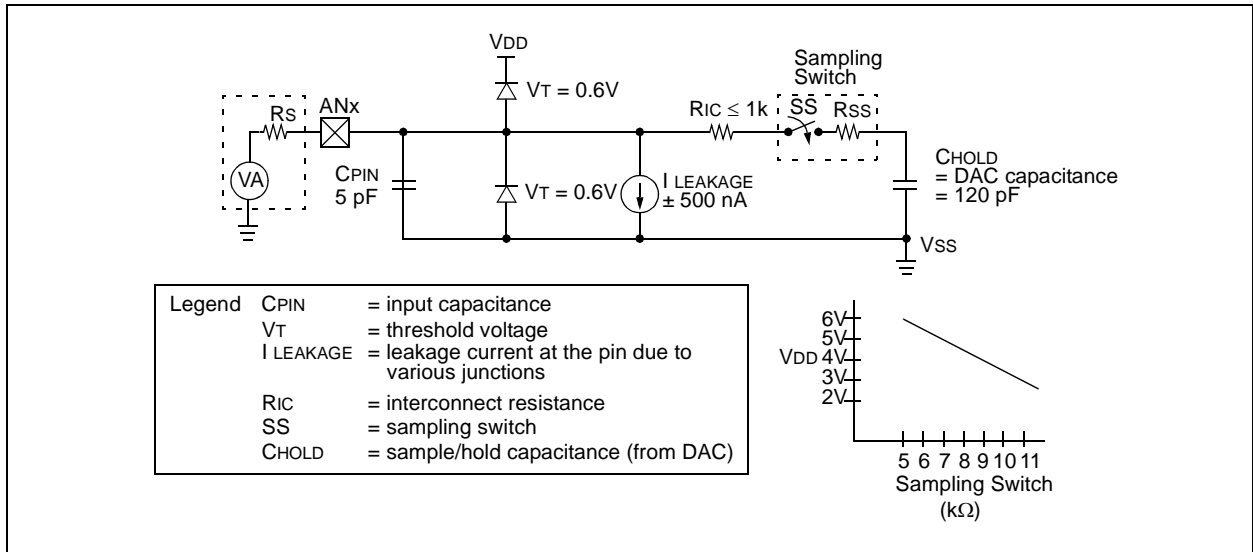 VDD
VT = 0.6V
Sampling
Switch
RS
ANx
RIC ≤ 1k
SS
RSS
VA
CPIN
5 pF
VT = 0.6V
I LEAKAGE
± 500 nA
CHOLD
= DAC capacitance
= 120 pF
VSS
Legend CPIN = input capacitance
VT = threshold voltage
I LEAKAGE = leakage current at the pin due to
various junctions
RIC = interconnect resistance
SS = sampling switch
CHOLD = sample/hold capacitance (from DAC)
6V
5V
VDD 4V
3V
2V
5 6 7 8 9 10 11
Sampling Switch
(kΩ)